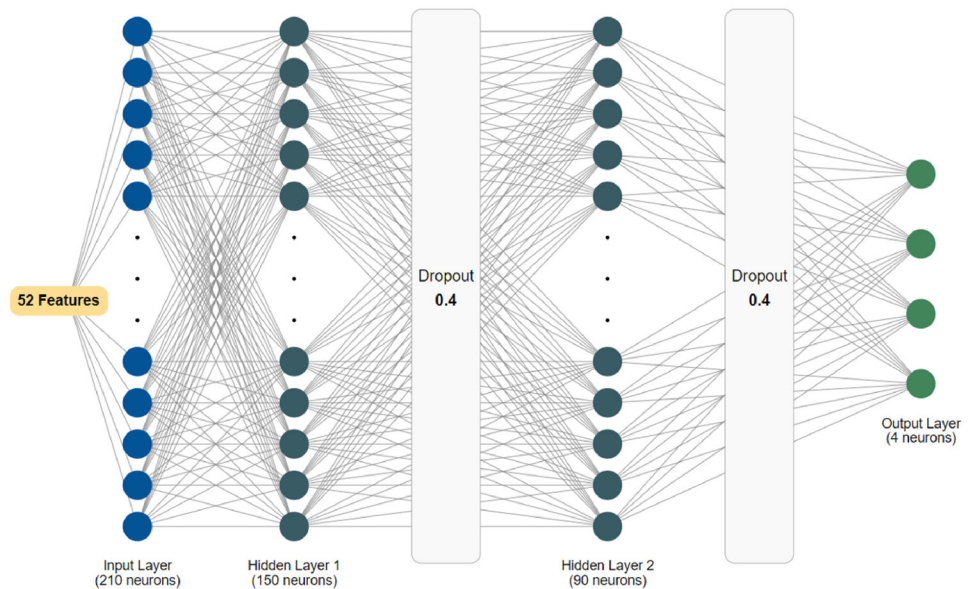 52 Features
Dropout
0.4
Dropout
0.4
Input Layer
(210 neurons)
Hidden Layer 1
(150 neurons)
Hidden Layer 2
(90 neurons)
Output Layer
(4 neurons)